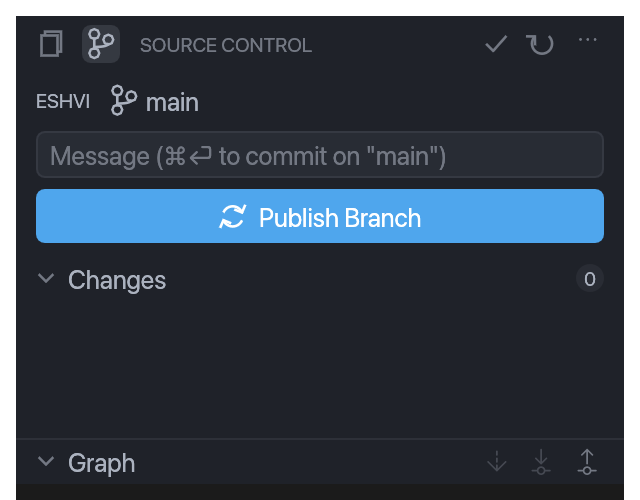 SOURCE CONTROL
ESHVI main
Message (⌘⏎ to commit on "main")
Publish Branch
Changes 0
Graph